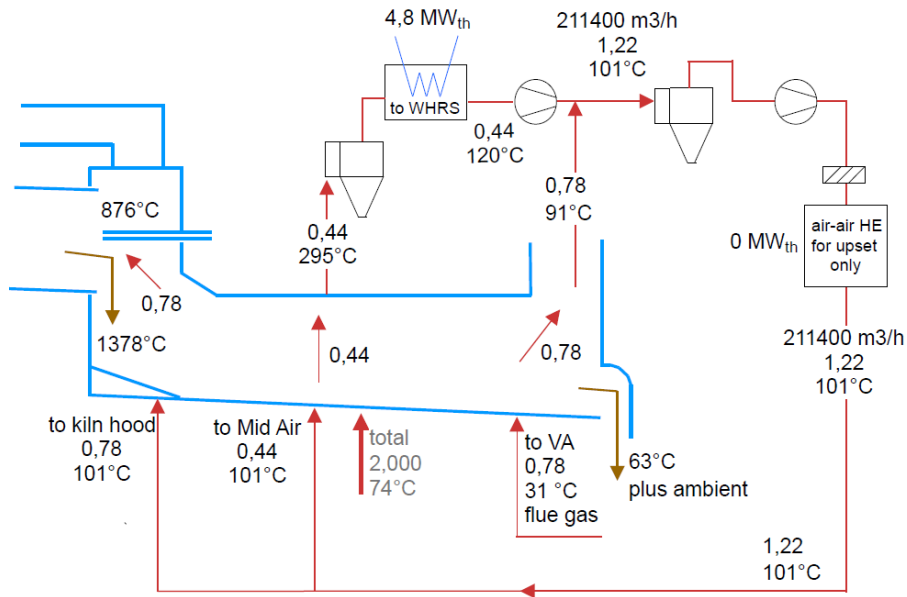 4,8 MWth
to WHRS
0,44
120°C
211400 m3/h
1,22
101°C
876°C
0,44
295°C
0,78
91°C
0 MWth
air-air HE
for upset
only
0,78
1378°C
0,44
0,78
211400 m3/h
1,22
101°C
to kiln hood
0,78
101°C
to Mid Air
0,44
101°C
total
2,000
74°C
to VA
0,78
31 °C
flue gas
63°C
plus ambient
1,22
101°C